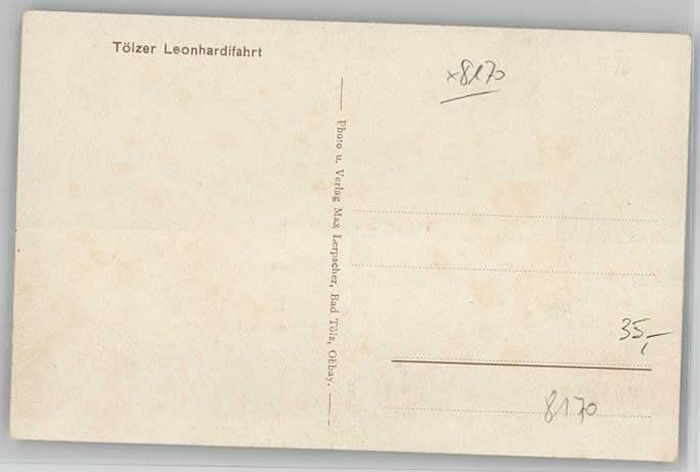 Tölzer Leonhardifahrt
x8170
Photo u. Verlag Max Lerpscher, Bad Tölz, Obbay.
35,-
8170